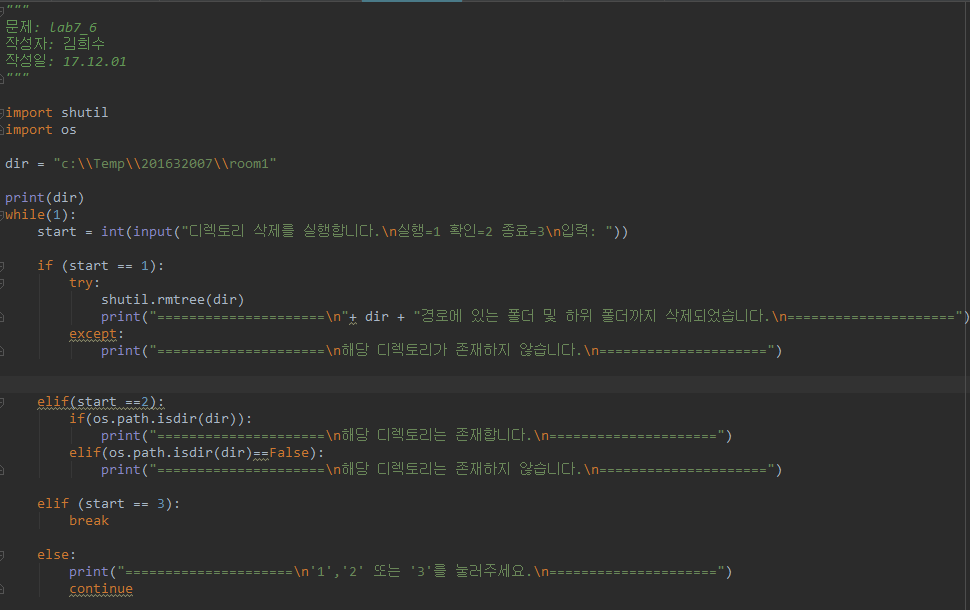 """
문제: lab7_6
작성자: 김희수
작성일: 17.12.01
"""
import shutil
import os
dir = "c:\\Temp\\201632007\\room1"
print(dir)
while(1):
    start = int(input("디렉토리 삭제를 실행합니다.\n실행=1 확인=2 종료=3\n입력: "))
    if (start == 1):
        try:
            shutil.rmtree(dir)
            print("=====================\n"+ dir + "경로에 있는 폴더 및 하위 폴더까지 삭제되었습니다.\n=====================")
        except:
            print("=====================\n해당 디렉토리가 존재하지 않습니다.\n=====================")
    elif(start ==2):
        if(os.path.isdir(dir)):
            print("=====================\n해당 디렉토리는 존재합니다.\n=====================")
        elif(os.path.isdir(dir)==False):
            print("=====================\n해당 디렉토리는 존재하지 않습니다.\n=====================")
    elif (start == 3):
        break
    else:
        print("=====================\n'1','2' 또는 '3'를 눌러주세요.\n=====================")
        continue